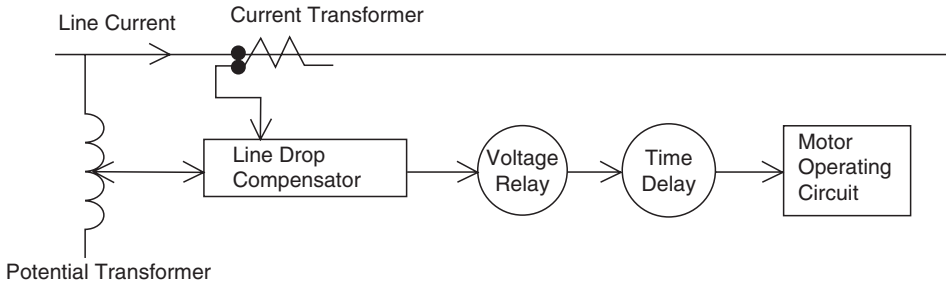 Current Transformer
Line Current
Line Drop
Compensator
Voltage
Relay
Time
Delay
Motor
Operating
Circuit
Potential Transformer